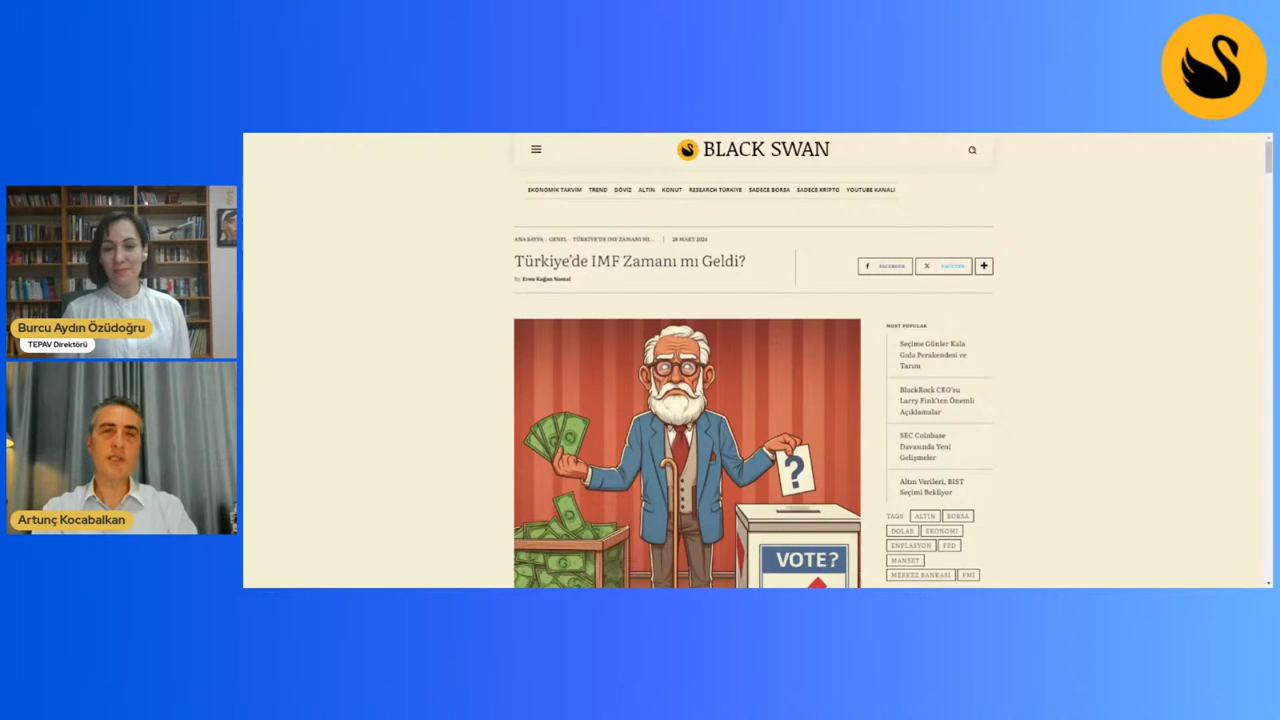 BLACK SWAN
EKONOMİK TAKVİM TREND DÖVİZ ALTIN KONUT RESEARCH TÜRKİYE SADECE BORSA SADECE KRİPTO YOUTUBE KANALI
ANA SAYFA GENEL TÜRKİYE'DE IMF ZAMANI MI... 28 MART 2024
Türkiye'de IMF Zamanı mı Geldi?
By Eren Kağan Namal
FACEBOOK
TWITTER
MOST POPULAR
Seçime Günler Kala
Gıda Perakendesi ve
Tarım
BlackRock CEO'su
Larry Fink'ten Önemli
Açıklamalar
SEC Coinbase
Davasında Yeni
Gelişmeler
Altın Verileri, BIST
Seçimi Bekliyor
TAGS ALTIN BORSA
DOLAR EKONOMİ
ENFLASYON FED
MANŞET
MERKEZ BANKASI PMİ
?
VOTE?
Burcu Aydın Özüdoğru
TEPAV Direktörü
Artunç Kocabalkan